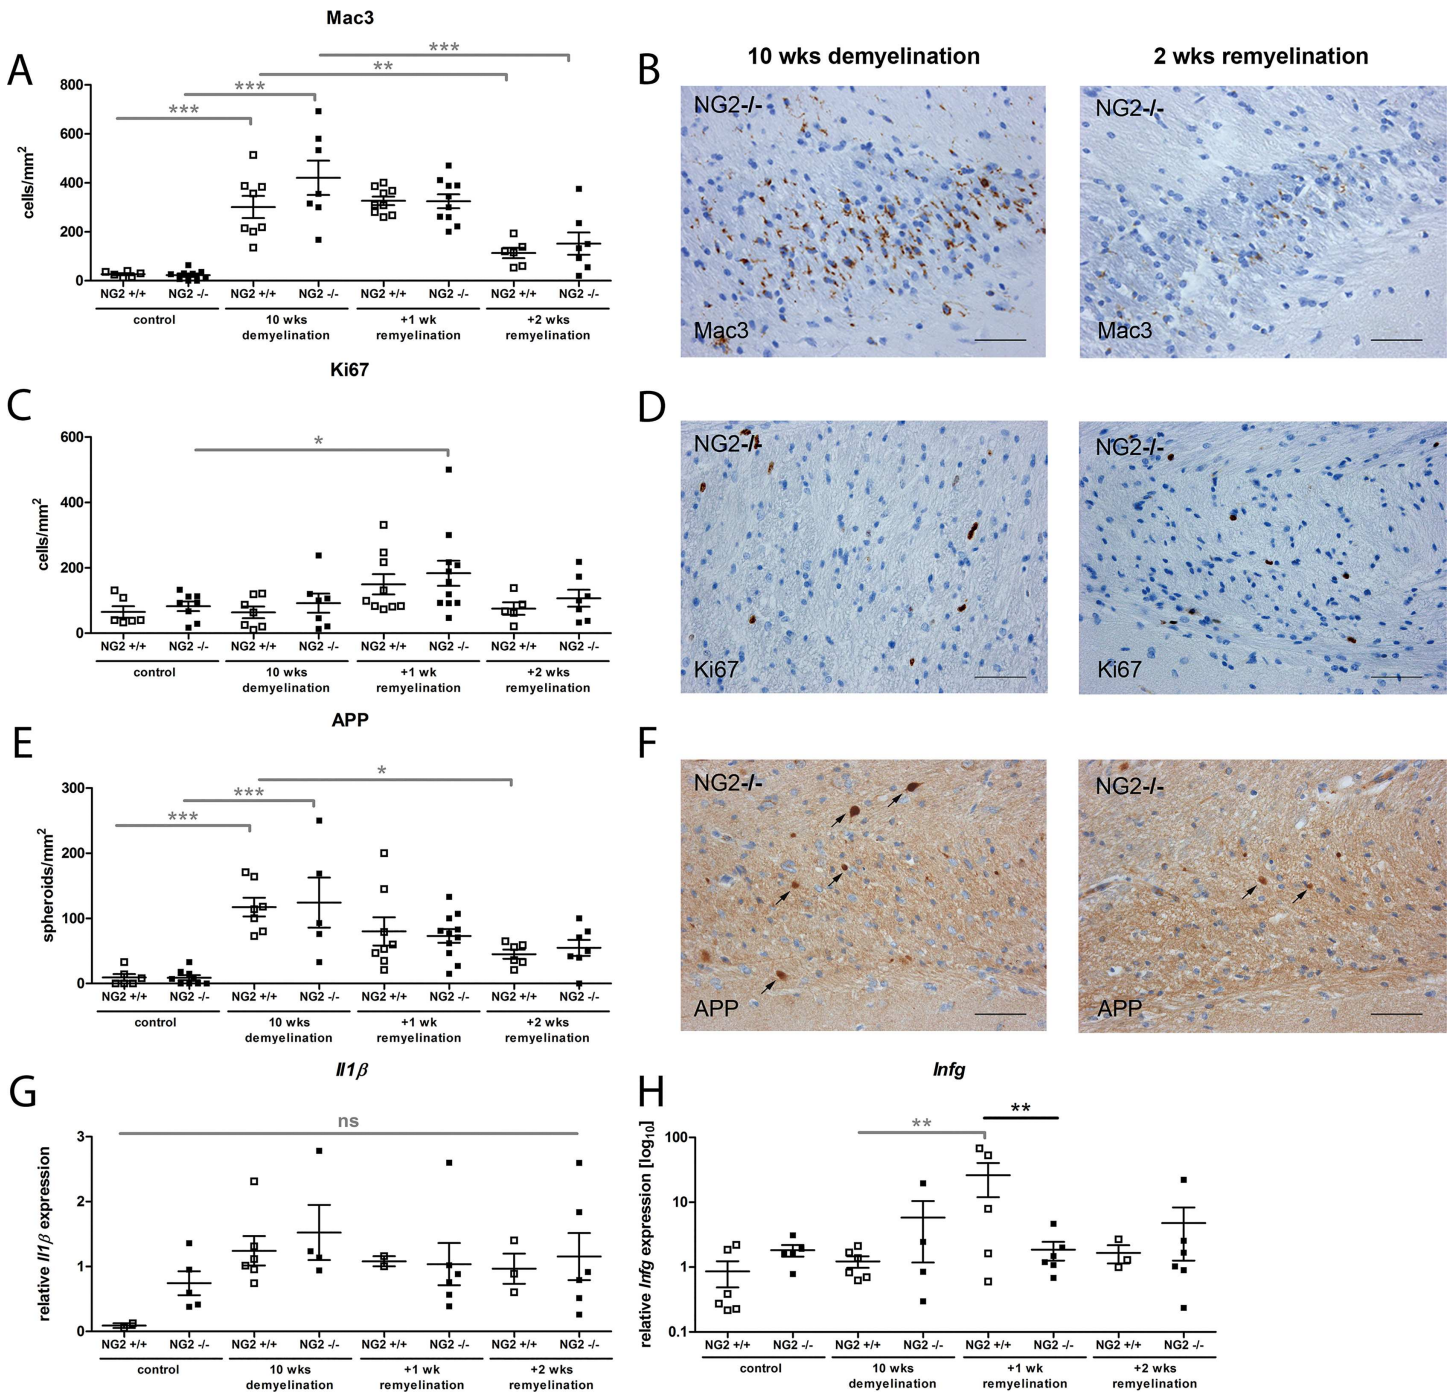 Mac3
A
***
**
***
***
800
600
400
200
0
cells/mm²
NG2 +/+ NG2 -/- NG2 +/+ NG2 -/- NG2 +/+ NG2 -/- NG2 +/+ NG2 -/-
control 10 wks +1 wk +2 wks
demyelination remyelination remyelination
B
10 wks demyelination 2 wks remyelination
NG2-/- NG2-/-
Mac3 Mac3
Ki67
C
*
600
400
200
0
cells/mm²
NG2 +/+ NG2 -/- NG2 +/+ NG2 -/- NG2 +/+ NG2 -/- NG2 +/+ NG2 -/-
control 10 wks +1 wk +2 wks
demyelination remyelination remyelination
D
NG2-/- NG2-/-
Ki67 Ki67
APP
E
*
***
***
300
200
100
0
spheroids/mm²
NG2 +/+ NG2 -/- NG2 +/+ NG2 -/- NG2 +/+ NG2 -/- NG2 +/+ NG2 -/-
control 10 wks +1 wk +2 wks
demyelination remyelination remyelination
F
NG2-/- NG2-/-
APP APP
Il1β
G
ns
3
2
1
0
relative Il1β expression
NG2 +/+ NG2 -/- NG2 +/+ NG2 -/- NG2 +/+ NG2 -/- NG2 +/+ NG2 -/-
control 10 wks +1 wk +2 wks
demyelination remyelination remyelination
Infg
H
**
**
100
10
1
0.1
relative Infg expression [log₁₀]
NG2 +/+ NG2 -/- NG2 +/+ NG2 -/- NG2 +/+ NG2 -/- NG2 +/+ NG2 -/-
control 10 wks +1 wk +2 wks
demyelination remyelination remyelination